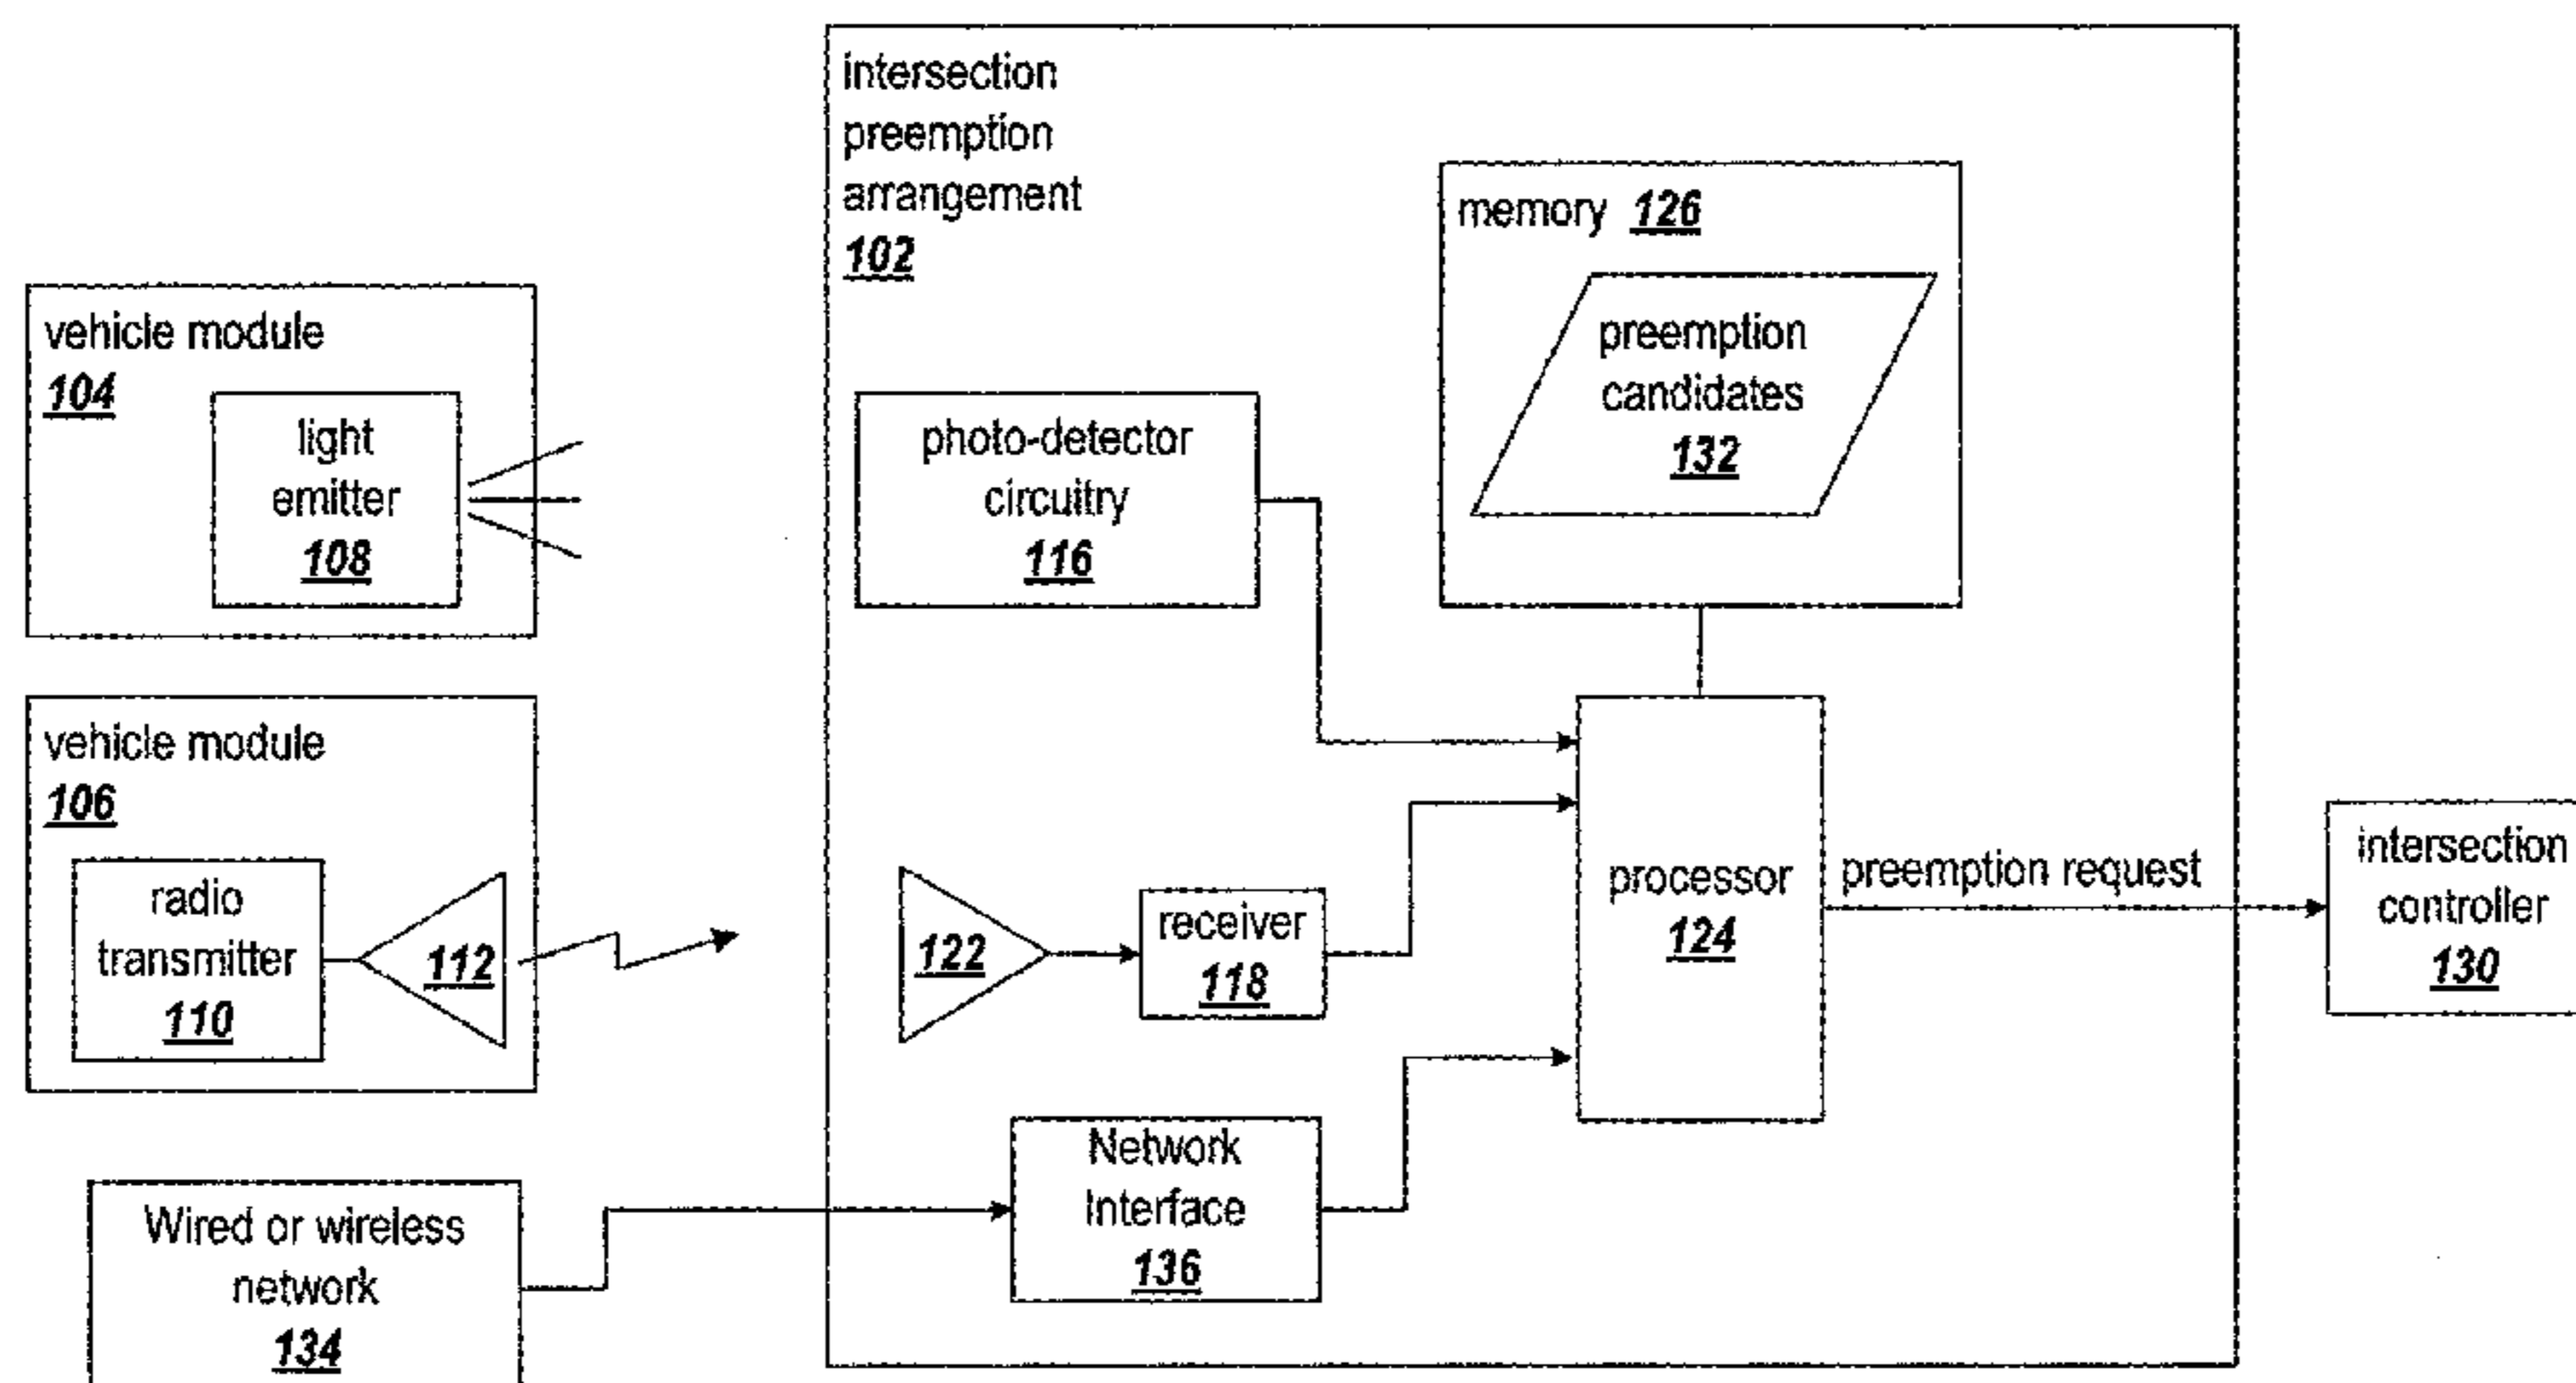 intersection
preemption
arrangement
102
memory 126
preemption
candidates
132
vehicle module
104
light
emitter
108
photo-detector
circuitry
116
vehicle module
106
radio
transmitter
110
112
122
receiver
118
processor
124
preemption request
intersection
controller
130
Network
Interface
136
Wired or wireless
network
134